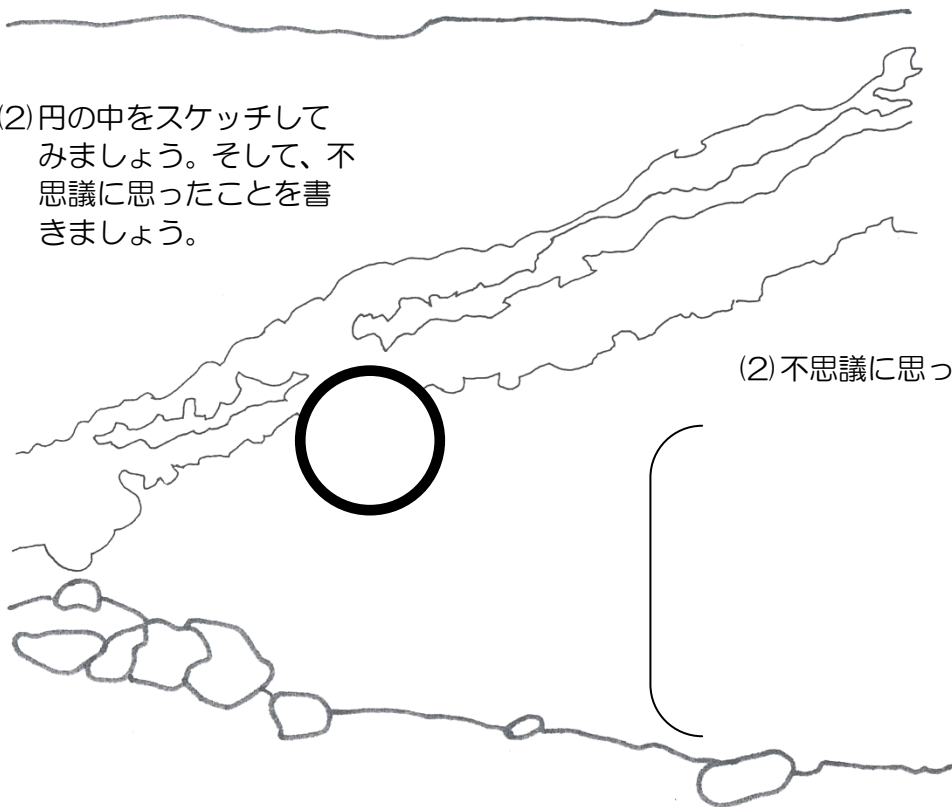 (2)円の中をスケッチして
みましょう。そして、不
思議に思ったことを書
きましょう。
(2)不思議に思っ